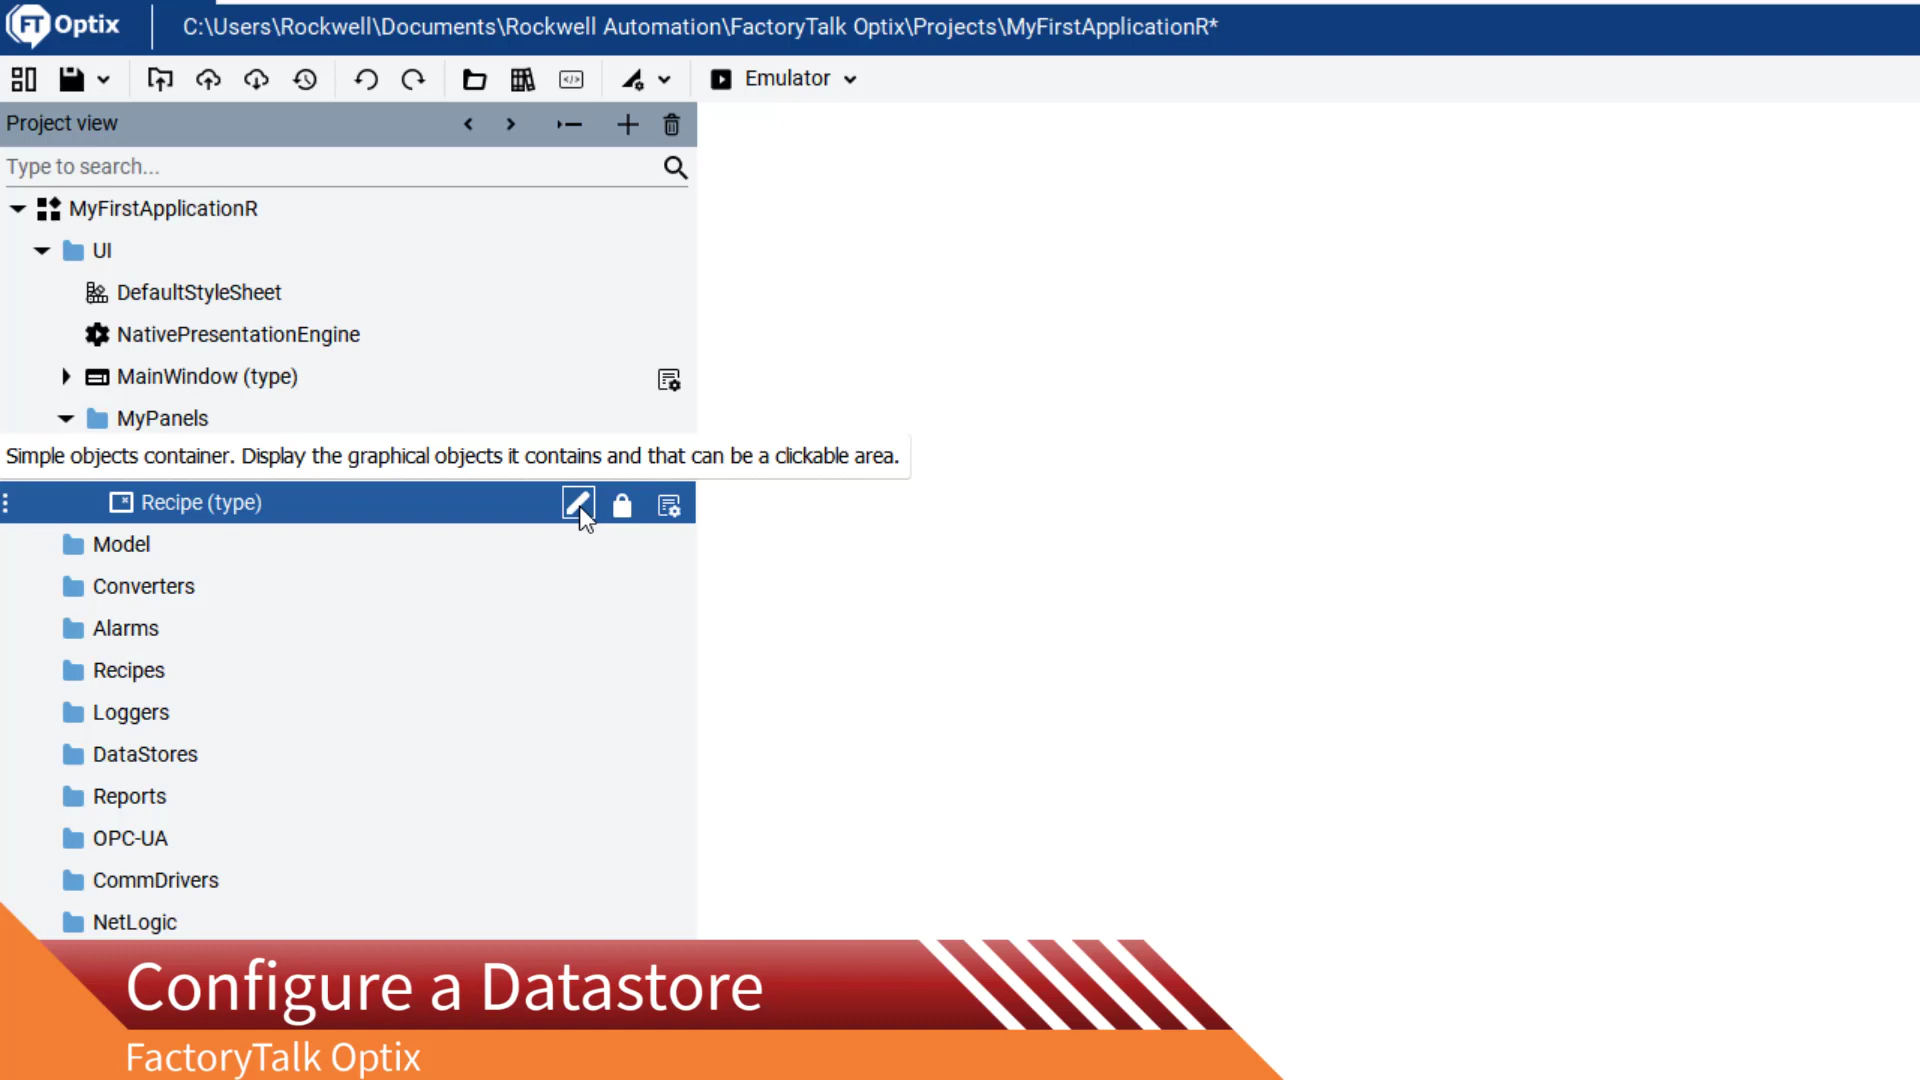 FT Optix
C:\Users\Rockwell\Documents\Rockwell Automation\FactoryTalk Optix\Projects\MyFirstApplicationR*
Emulator
Project view
Type to search...
MyFirstApplicationR
UI
DefaultStyleSheet
NativePresentationEngine
MainWindow (type)
MyPanels
Simple objects container. Display the graphical objects it contains and that can be a clickable area.
Recipe (type)
Model
Converters
Alarms
Recipes
Loggers
DataStores
Reports
OPC-UA
CommDrivers
NetLogic
Configure a Datastore
FactoryTalk Optix